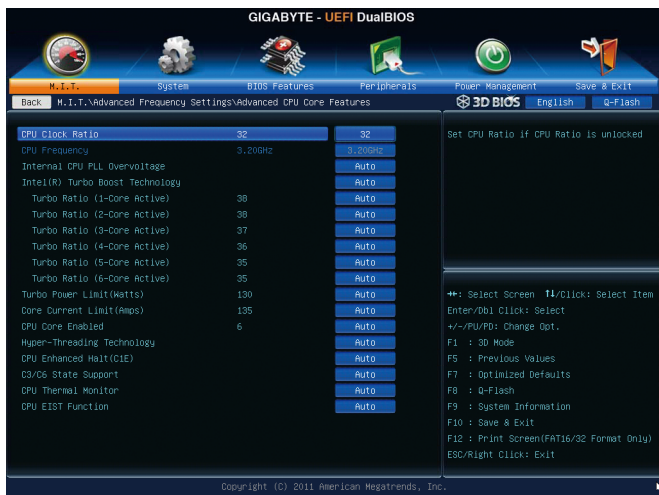 GIGABYTE - UEFI DualBIOS
M.I.T. System BIOS Features Peripherals Power Management Save & Exit
Back M.I.T.\Advanced Frequency Settings\Advanced CPU Core Features 3D BIOS English Q-Flash
CPU Clock Ratio 32 32
CPU Frequency 3.20GHz 3.20GHz
Internal CPU PLL Overvoltage Auto
Intel(R) Turbo Boost Technology Auto
Turbo Ratio (1-Core Active) 38 Auto
Turbo Ratio (2-Core Active) 38 Auto
Turbo Ratio (3-Core Active) 37 Auto
Turbo Ratio (4-Core Active) 36 Auto
Turbo Ratio (5-Core Active) 35 Auto
Turbo Ratio (6-Core Active) 35 Auto
Turbo Power Limit(Watts) 130 Auto
Core Current Limit(Amps) 135 Auto
CPU Core Enabled 6 Auto
Hyper-Threading Technology Auto
CPU Enhanced Halt(C1E) Auto
C3/C6 State Support Auto
CPU Thermal Monitor Auto
CPU EIST Function Auto
Set CPU Ratio if CPU Ratio is unlocked
→←: Select Screen ↑↓/Click: Select Item
Enter/Dbl Click: Select
+/-/PU/PD: Change Opt.
F1 : 3D Mode
F5 : Previous Values
F7 : Optimized Defaults
F8 : Q-Flash
F9 : System Information
F10 : Save & Exit
F12 : Print Screen(FAT16/32 Format Only)
ESC/Right Click: Exit
Copyright (C) 2011 American Megatrends, Inc.